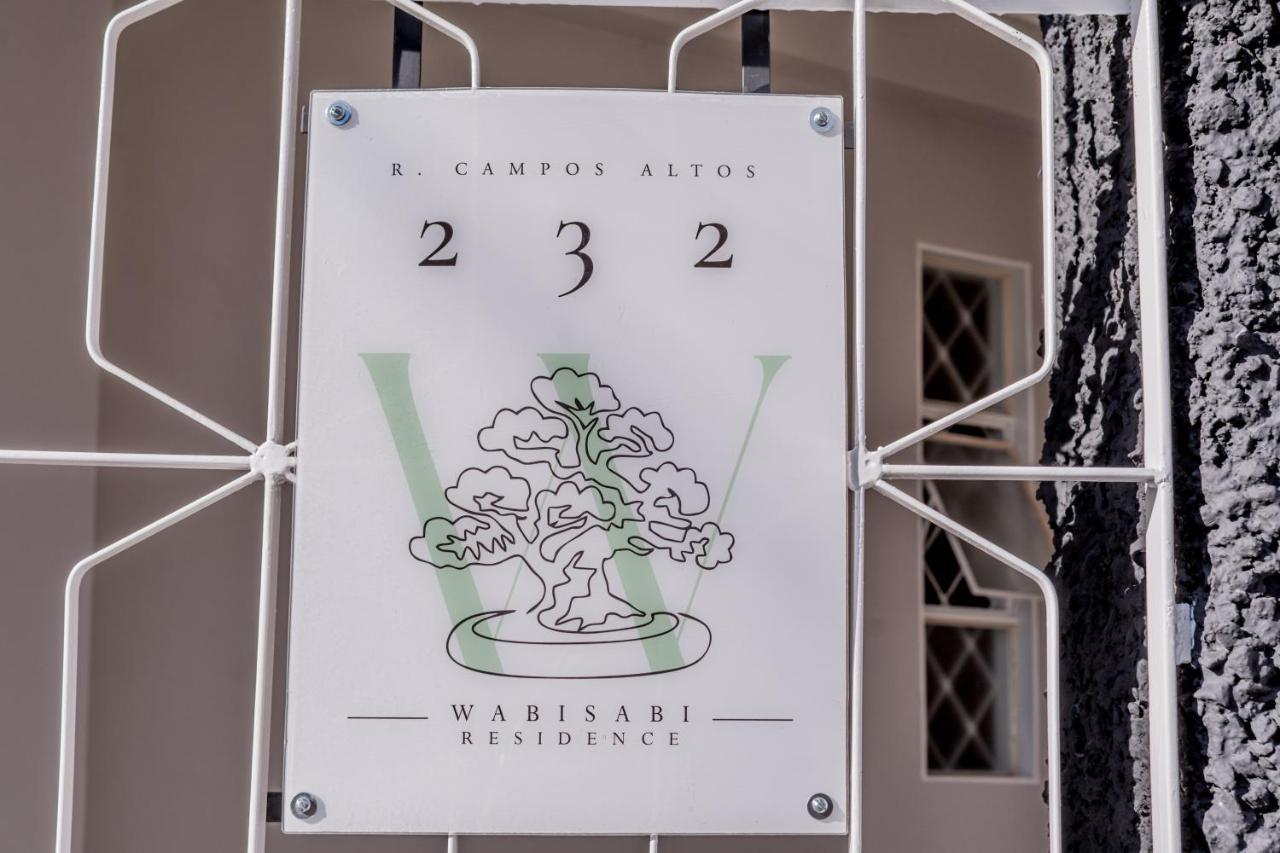 R. CAMPOS ALTOS
232
W
WABISABI
RESIDENCE